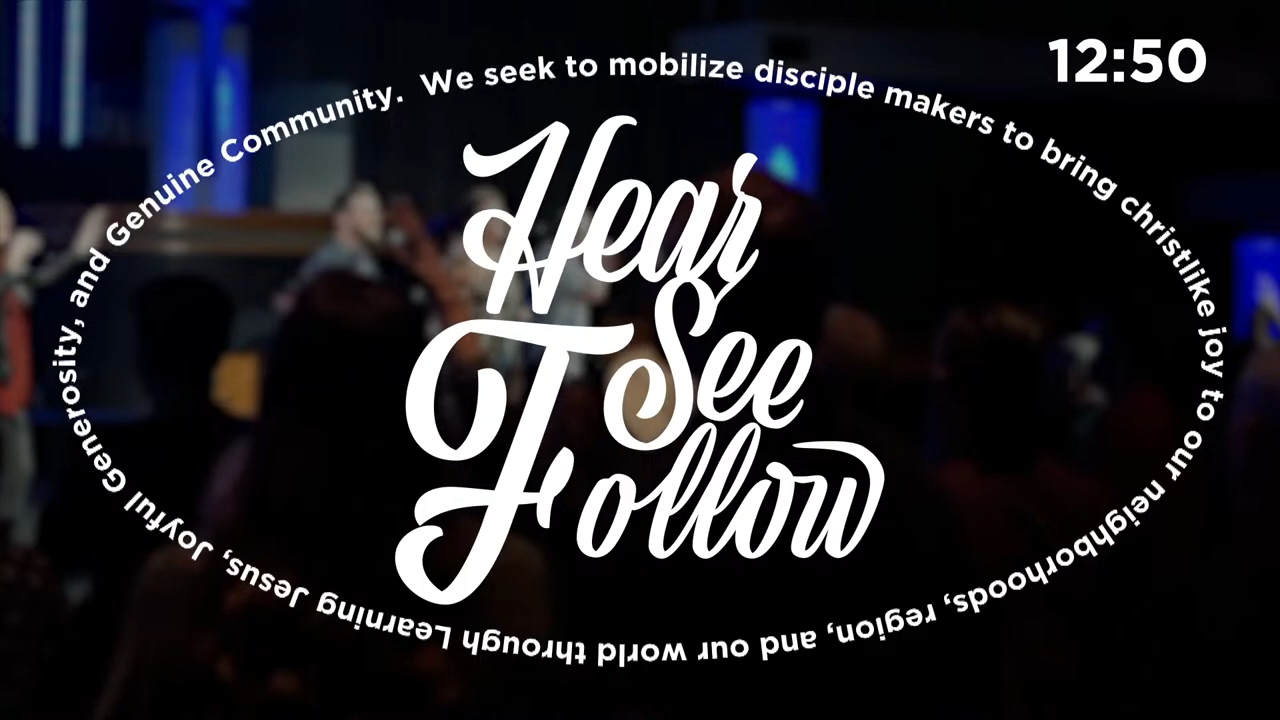 12:50
We seek to mobilize disciple makers to bring christlike joy to our neighborhoods, region, and our world through Learning Jesus, Joyful Generosity, and Genuine Community.
Hear
See
Follow